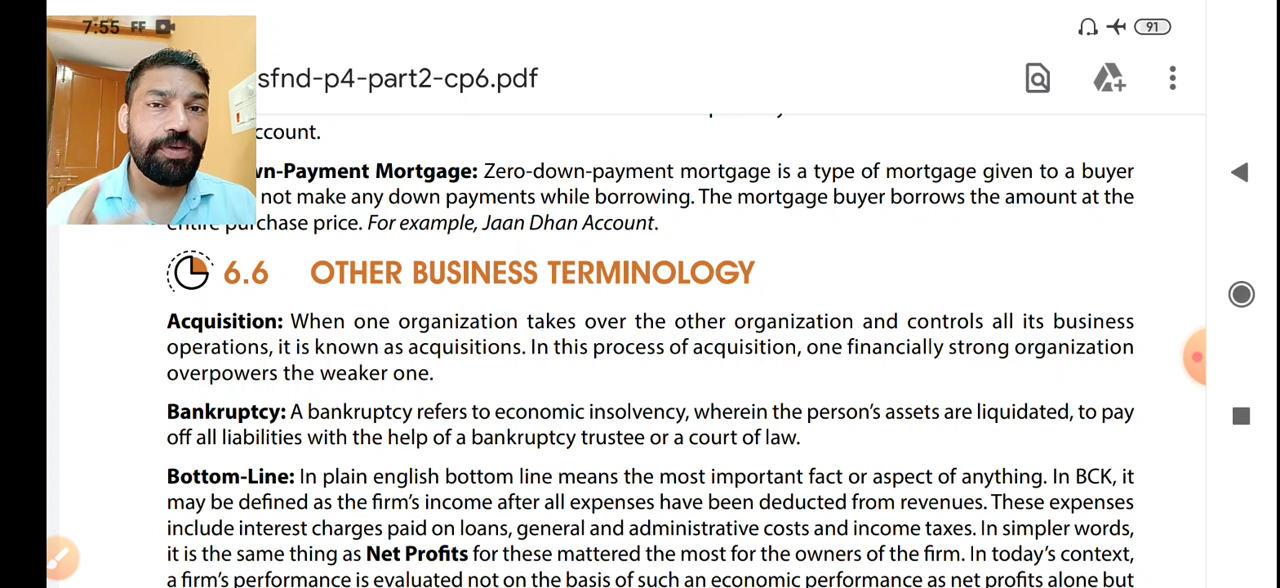 7:55 FF
91
sfnd-p4-part2-cp6.pdf
ccount.
wn-Payment Mortgage: Zero-down-payment mortgage is a type of mortgage given to a buyer
not make any down payments while borrowing. The mortgage buyer borrows the amount at the
entire purchase price. For example, Jaan Dhan Account.
6.6 OTHER BUSINESS TERMINOLOGY
Acquisition: When one organization takes over the other organization and controls all its business
operations, it is known as acquisitions. In this process of acquisition, one financially strong organization
overpowers the weaker one.
Bankruptcy: A bankruptcy refers to economic insolvency, wherein the person's assets are liquidated, to pay
off all liabilities with the help of a bankruptcy trustee or a court of law.
Bottom-Line: In plain english bottom line means the most important fact or aspect of anything. In BCK, it
may be defined as the firm's income after all expenses have been deducted from revenues. These expenses
include interest charges paid on loans, general and administrative costs and income taxes. In simpler words,
it is the same thing as Net Profits for these mattered the most for the owners of the firm. In today's context,
a firm's performance is evaluated not on the basis of such an economic performance as net profits alone but